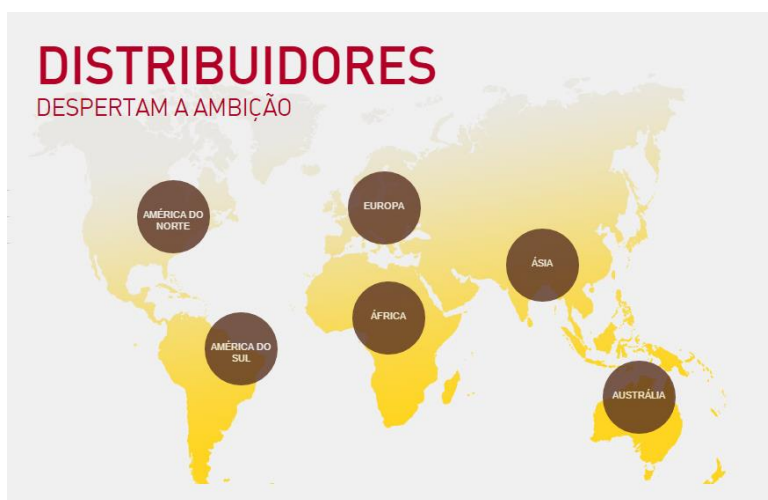 DISTRIBUIDORES
DESPERTAM A AMBIÇÃO
AMÉRICA DO
NORTE
EUROPA
ÁSIA
ÁFRICA
AMÉRICA DO
SUL
AUSTRÁLIA